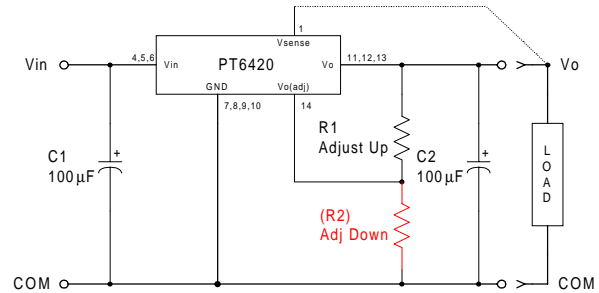 1
Vsense
Vin
4,5,6
Vin
PT6420
Vo
11,12,13
Vo
GND
Vo(adj)
7,8,9,10
14
R1
Adjust Up
C1
100µF
+
C2
100µF
+
LOAD
(R2)
Adj Down
COM
COM